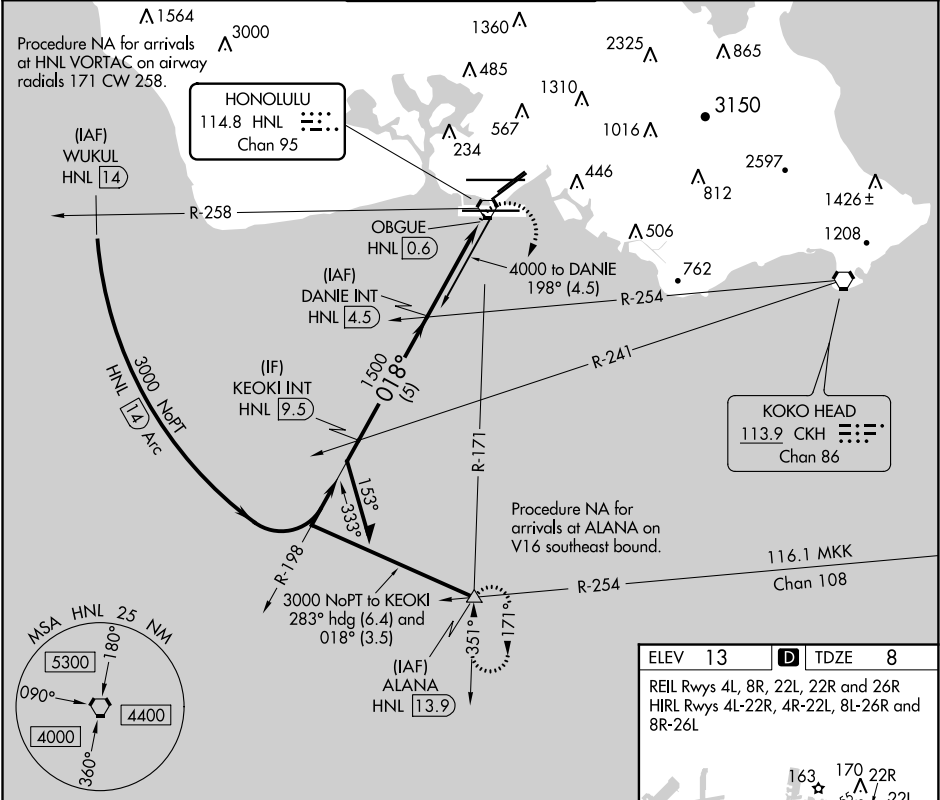 1564
3000
1360
2325
865
Procedure NA for arrivals
at HNL VORTAC on airway
radials 171 CW 258.
485
1310
3150
HONOLULU
114.8 HNL
Chan 95
567
1016
234
2597
(IAF)
WUKUL
HNL 14
446
812
1426 ±
R-258
OBGUE
HNL 0.6
506
1208
4000 to DANIE
198° (4.5)
762
(IAF)
DANIE INT
HNL 4.5
R-254
R-241
1500
018°
(5)
3000 NoPT
HNL 14 Arc
(IF)
KEOKI INT
HNL 9.5
KOKO HEAD
113.9 CKH
Chan 86
R-171
153°
333°
Procedure NA for
arrivals at ALANA on
V16 southeast bound.
R-198
116.1 MKK
Chan 108
R-254
3000 NoPT to KEOKI
283° hdg (6.4) and
018° (3.5)
351°
171°
(IAF)
ALANA
HNL 13.9
MSA HNL 25 NM
180°
5300
090°
4400
4000
360°
ELEV 13 D TDZE 8
REIL Rwys 4L, 8R, 22L, 22R and 26R
HIRL Rwys 4L-22R, 4R-22L, 8L-26R and
8R-26L
163
170
22R
22L